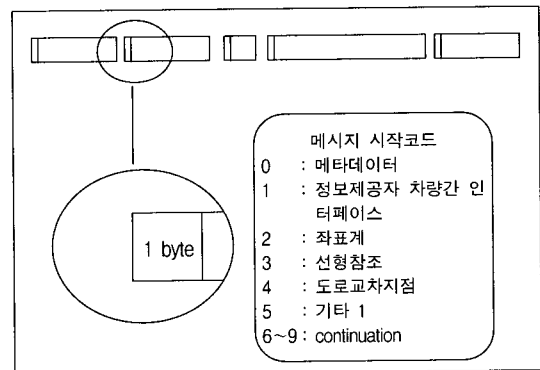 메시지 시작코드
0 : 메타데이터
1 : 정보제공자 차량간 인
터페이스
2 : 좌표계
3 : 선형참조
4 : 도로교차지점
5 : 기타 1
6~9 : continuation
1 byte